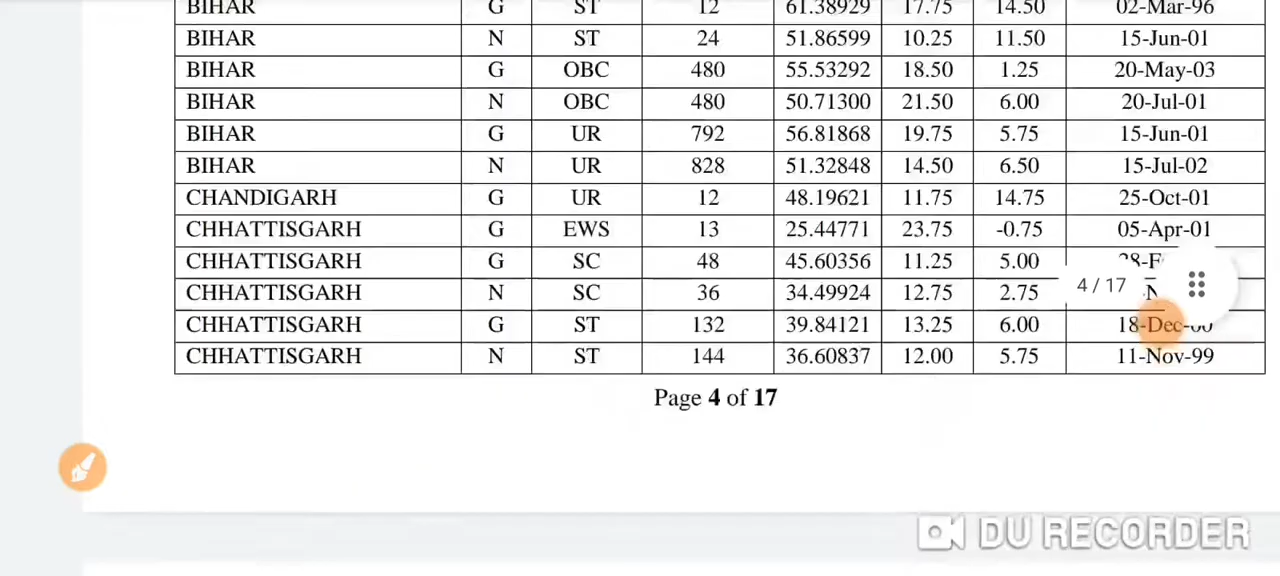 BIHAR G ST 12 61.38929 17.75 14.50 02-Mar-96
BIHAR N ST 24 51.86599 10.25 11.50 15-Jun-01
BIHAR G OBC 480 55.53292 18.50 1.25 20-May-03
BIHAR N OBC 480 50.71300 21.50 6.00 20-Jul-01
BIHAR G UR 792 56.81868 19.75 5.75 15-Jun-01
BIHAR N UR 828 51.32848 14.50 6.50 15-Jul-02
CHANDIGARH G UR 12 48.19621 11.75 14.75 25-Oct-01
CHHATTISGARH G EWS 13 25.44771 23.75 -0.75 05-Apr-01
CHHATTISGARH G SC 48 45.60356 11.25 5.00
4 / 17
CHHATTISGARH N SC 36 34.49924 12.75 2.75
CHHATTISGARH G ST 132 39.84121 13.25 6.00 18-Dec-00
CHHATTISGARH N ST 144 36.60837 12.00 5.75 11-Nov-99
Page 4 of 17
DU RECORDER